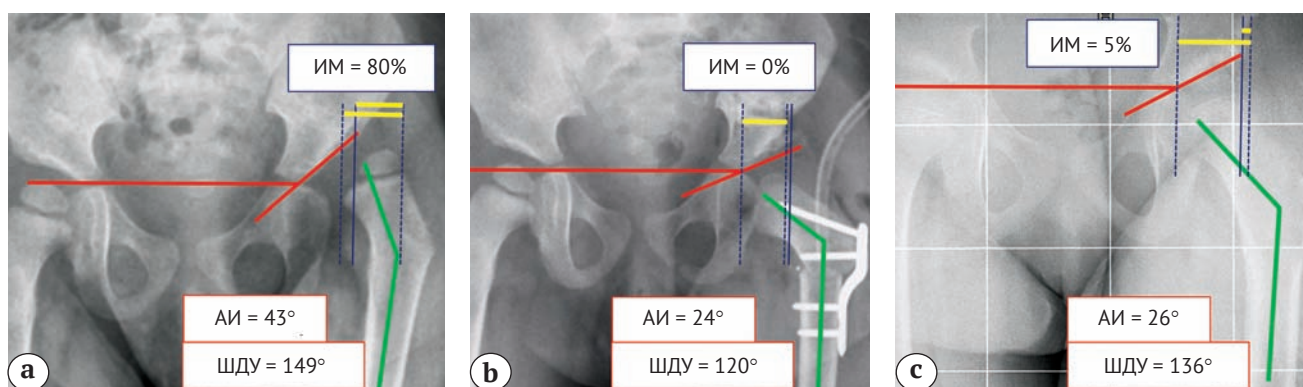 ИМ = 80%
АИ = 43°
ШДУ = 149°
a
ИМ = 0%
АИ = 24°
ШДУ = 120°
b
ИМ = 5%
АИ = 26°
ШДУ = 136°
c